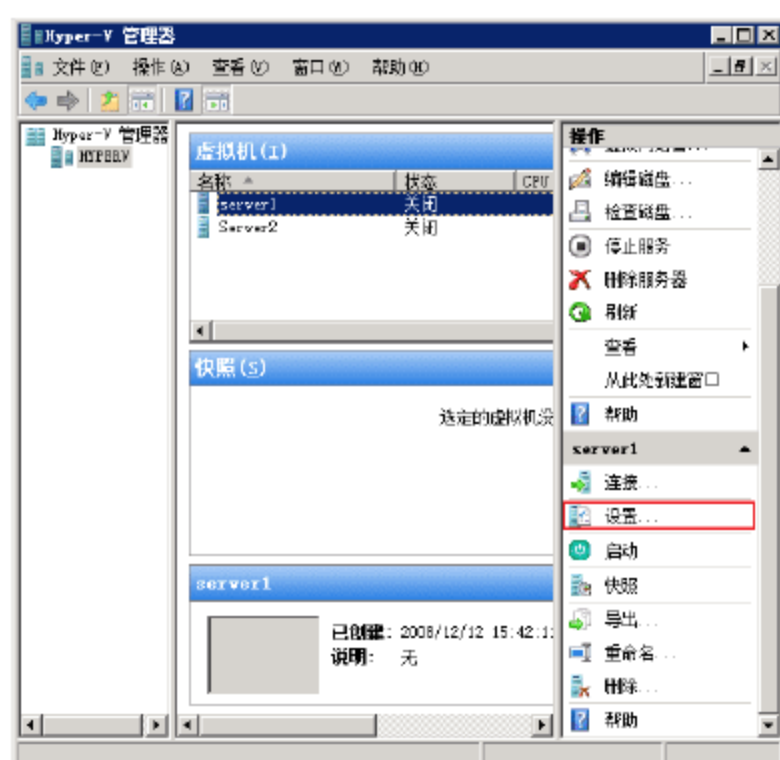 Hyper-V 管理器
文件(F) 操作(A) 查看(V) 窗口(W) 帮助(H)
Hyper-V 管理器
HYPERV
虚拟机(I)
名称 状态 CPU
server1 关闭
Server2 关闭
快照(S)
选定的虚拟机没
server1
已创建: 2008/12/12 15:42:1
说明: 无
操作
编辑磁盘...
检查磁盘...
停止服务
删除服务器
刷新
查看
从此处新建窗口
帮助
server1
连接...
设置...
启动
快照
导出...
重命名...
删除...
帮助